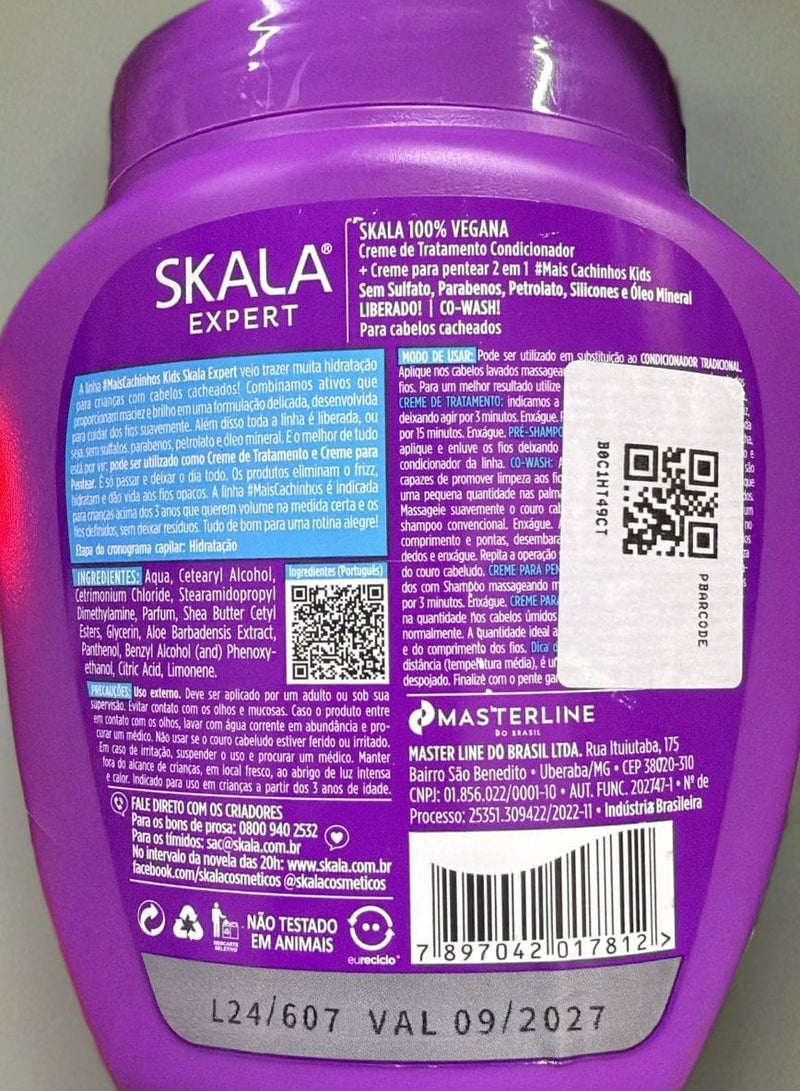 SKALA®
EXPERT
SKALA 100% VEGANA
Creme de Tratamento Condicionador
+ Creme para pentear 2 em 1 #Mais Cachinhos Kids
Sem Sulfato, Parabenos, Petrolato, Silicones e Óleo Mineral
LIBERADO! | CO-WASH!
Para cabelos cacheados
A linha #MaisCachinhos Kids Skala Expert veio trazer muita hidratação
para crianças com cabelos cacheados! Combinamos ativos que
proporcionam maciez e brilho em uma formulação delicada, desenvolvida
para cuidar dos fios suavemente. Além disso toda a linha é liberada, ou
seja, sem sulfatos, parabenos, petrolato e óleo mineral. E o melhor de tudo
está por vir: pode ser utilizado como Creme de Tratamento e Creme para
Pentear. É só passar e deixar o dia todo. Os produtos eliminam o frizz,
hidratam e dão vida aos fios opacos. A linha #MaisCachinhos é indicada
para crianças acima dos 3 anos que querem volume na medida certa e os
fios definidos, sem deixar resíduos. Tudo de bom para uma rotina alegre!
Etapa do cronograma capilar: Hidratação
INGREDIENTES: Aqua, Cetearyl Alcohol,
Cetrimonium Chloride, Stearamidopropyl
Dimethylamine, Parfum, Shea Butter Cetyl
Esters, Glycerin, Aloe Barbadensis Extract,
Panthenol, Benzyl Alcohol (and) Phenoxy-
ethanol, Citric Acid, Limonene.
Ingredientes (Português)
PRECAUÇÕES: Uso externo. Deve ser aplicado por um adulto ou sob sua
supervisão. Evitar contato com os olhos e mucosas. Caso o produto entre
em contato com os olhos, lavar com água corrente em abundância e pro-
curar um médico. Não usar se o couro cabeludo estiver ferido ou irritado.
Em caso de irritação, suspender o uso e procurar um médico. Manter
fora do alcance de crianças, em local fresco, ao abrigo de luz intensa
e calor. Indicado para uso em crianças a partir dos 3 anos de idade.
FALE DIRETO COM OS CRIADORES
Para os bons de prosa: 0800 940 2532
Para os tímidos: sac@skala.com.br
No intervalo da novela das 20h: www.skala.com.br
facebook.com/skalacosmeticos @skalacosmeticos
DESCARTE
SELETIVO
NÃO TESTADO
EM ANIMAIS
eureciclo
MODO DE USAR: Pode ser utilizado em substituição ao CONDICIONADOR TRADICIONAL.
Aplique nos cabelos lavados massagea
fios. Para um melhor resultado utilize
CREME DE TRATAMENTO: indicamos a
deixando agir por 3 minutos. Enxágue.
por 15 minutos. Enxágue. PRÉ-SHAMPO
aplique e enluve os fios deixando
condicionador da linha. CO-WASH: A
capazes de promover limpeza aos fio
uma pequena quantidade nas palm
Massageie suavemente o couro cab
shampoo convencional. Enxágue. A
comprimento e pontas, desembara
dedos e enxágue. Repita a operação
do couro cabeludo. CREME PARA PEN
dos com Shampoo massageando m
por 3 minutos. Enxágue. CREME PARA
na quantidade nos cabelos úmidos
normalmente. A quantidade ideal a
e do comprimento dos fios. Dica d
distância (temperatura média), é um
despojado. Finalize com o pente gar
B0C1HT49CT
PBARCODE
MASTERLINE
DO BRASIL
MASTER LINE DO BRASIL LTDA. Rua Ituiutaba, 175
Bairro São Benedito • Uberaba/MG • CEP 38020-310
CNPJ: 01.856.022/0001-10 • AUT. FUNC. 202747-1 • Nº de
Processo: 25351.309422/2022-11 • Indústria Brasileira
7 897042 017812 >
L24/607 VAL 09/2027